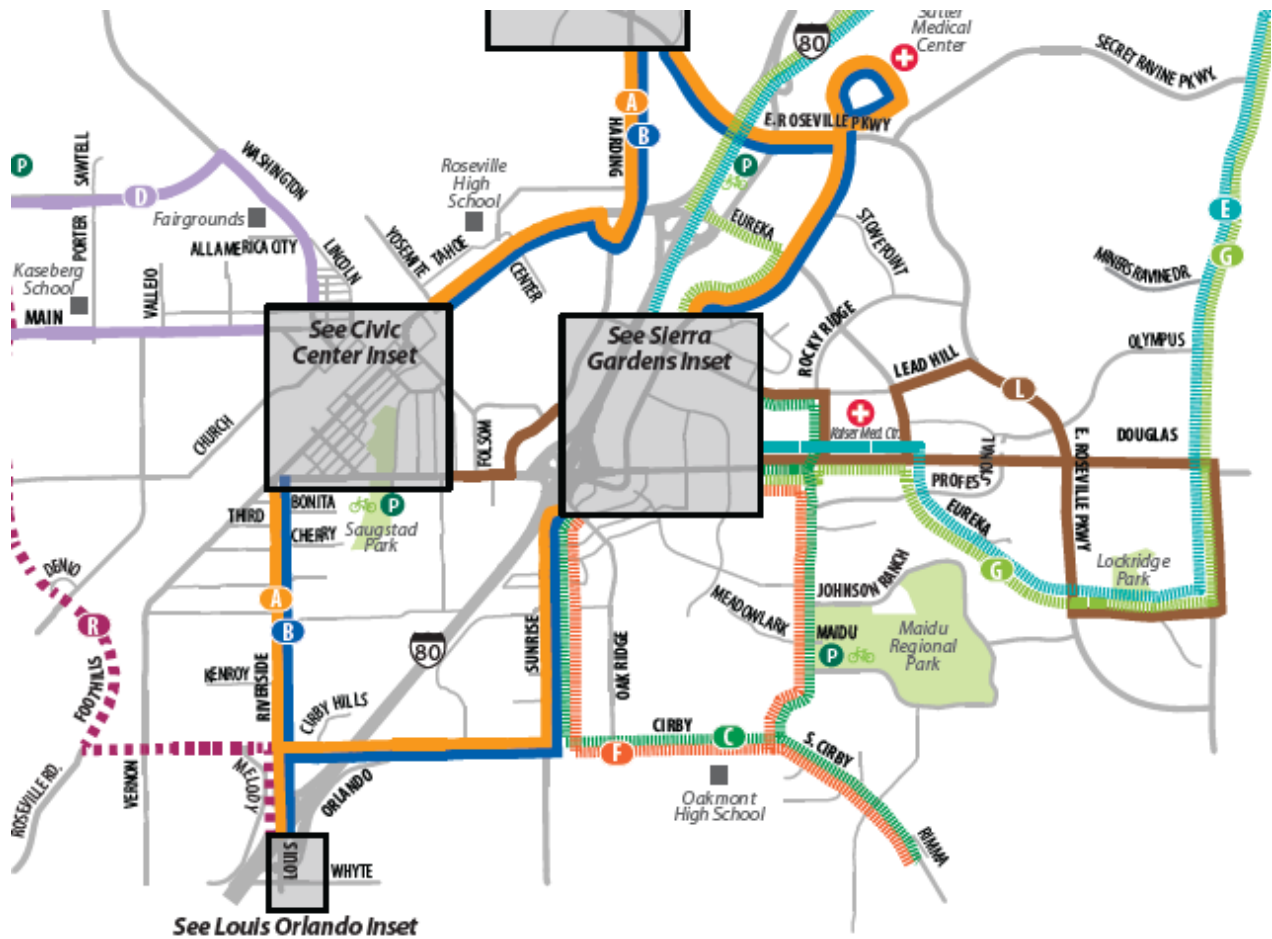 Sutter
Medical
Center
80
SECRET RAVINE PKWY.
A
B
HARDING
E. ROSEVILLE PKWY
P
WASHINGTON
SAWTELL
P
D
Roseville
High
School
Fairgrounds
PORTER
ALL AMERICA CITY
LINCOLN
YOSEMITE
TAHOE
CENTER
EUREKA
STONEPOINT
E
G
MINERS RAVINE DR.
Kaseberg
School
VALLEJO
MAIN
See Civic
Center Inset
See Sierra
Gardens Inset
ROCKY RIDGE
OLYMPUS
LEAD HILL
L
CHURCH
FOLSOM
Kaiser Med. Ctr.
E. ROSEVILLE PKWY
DOUGLAS
PROFESSIONAL
EUREKA
THIRD
BONITA
CHERRY
P
Saugstad
Park
DENIO
JOHNSON RANCH
G
Lockridge
Park
MEADOWLARK
MAIDU
P
Maidu
Regional
Park
A
B
R
80
SUNRISE
OAK RIDGE
KENROY
RIVERSIDE
FOOTHILLS
CIRBY HILLS
CIRBY
C
F
S. CIRBY
ROSEVILLE RD.
VERNON
MELODY
ORLANDO
Oakmont
High School
RIMMA
LOUIS
WHYTE
See Louis Orlando Inset